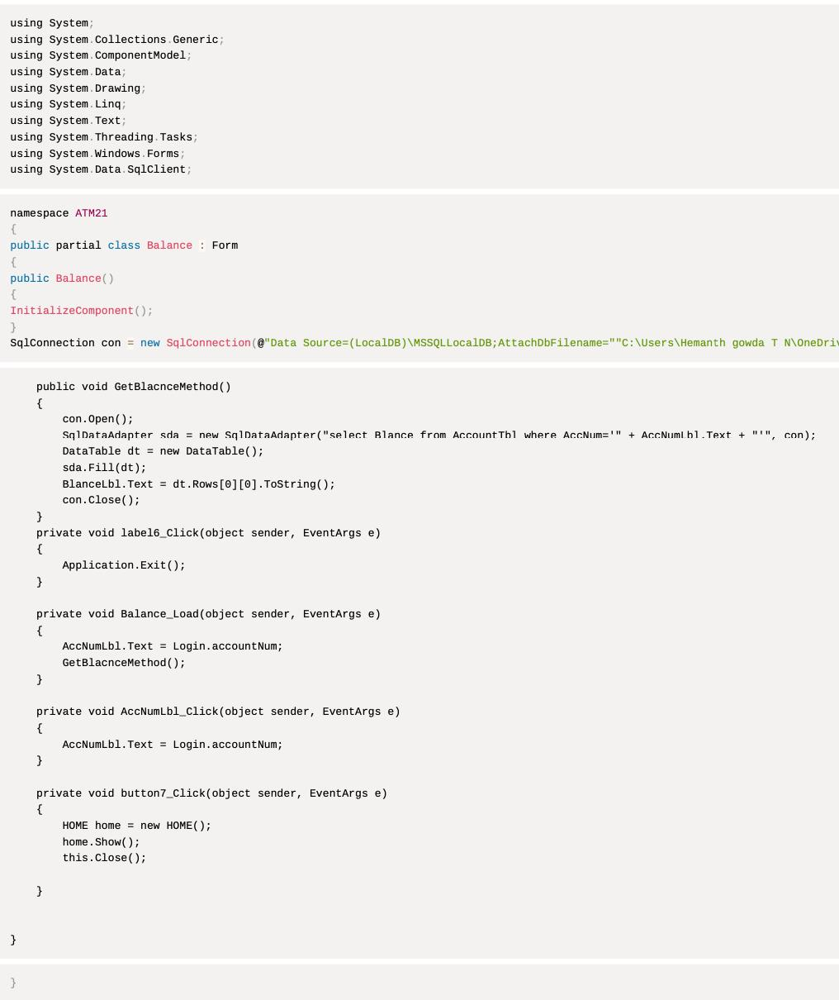 using System;
using System.Collections.Generic;
using System.ComponentModel;
using System.Data;
using System.Drawing;
using System.Linq;
using System.Text;
using System.Threading.Tasks;
using System.Windows.Forms;
using System.Data.SqlClient;
namespace ATM21
{
public partial class Balance : Form
{
public Balance()
{
InitializeComponent();
}
SqlConnection con = new SqlConnection(@"Data Source=(LocalDB)\MSSQLLocalDB;AttachDbFilename=""C:\Users\Hemanth gowda T N\OneDriv
public void GetBlacnceMethod()
{
con.Open();
SqlDataAdapter sda = new SqlDataAdapter("select Blance from AccountTbl where AccNum='" + AccNumLbl.Text + "'", con);
DataTable dt = new DataTable();
sda.Fill(dt);
BlanceLbl.Text = dt.Rows[0][0].ToString();
con.Close();
}
private void label6_Click(object sender, EventArgs e)
{
Application.Exit();
}
private void Balance_Load(object sender, EventArgs e)
{
AccNumLbl.Text = Login.accountNum;
GetBlacnceMethod();
}
private void AccNumLbl_Click(object sender, EventArgs e)
{
AccNumLbl.Text = Login.accountNum;
}
private void button7_Click(object sender, EventArgs e)
{
HOME home = new HOME();
home.Show();
this.Close();
}
}
}